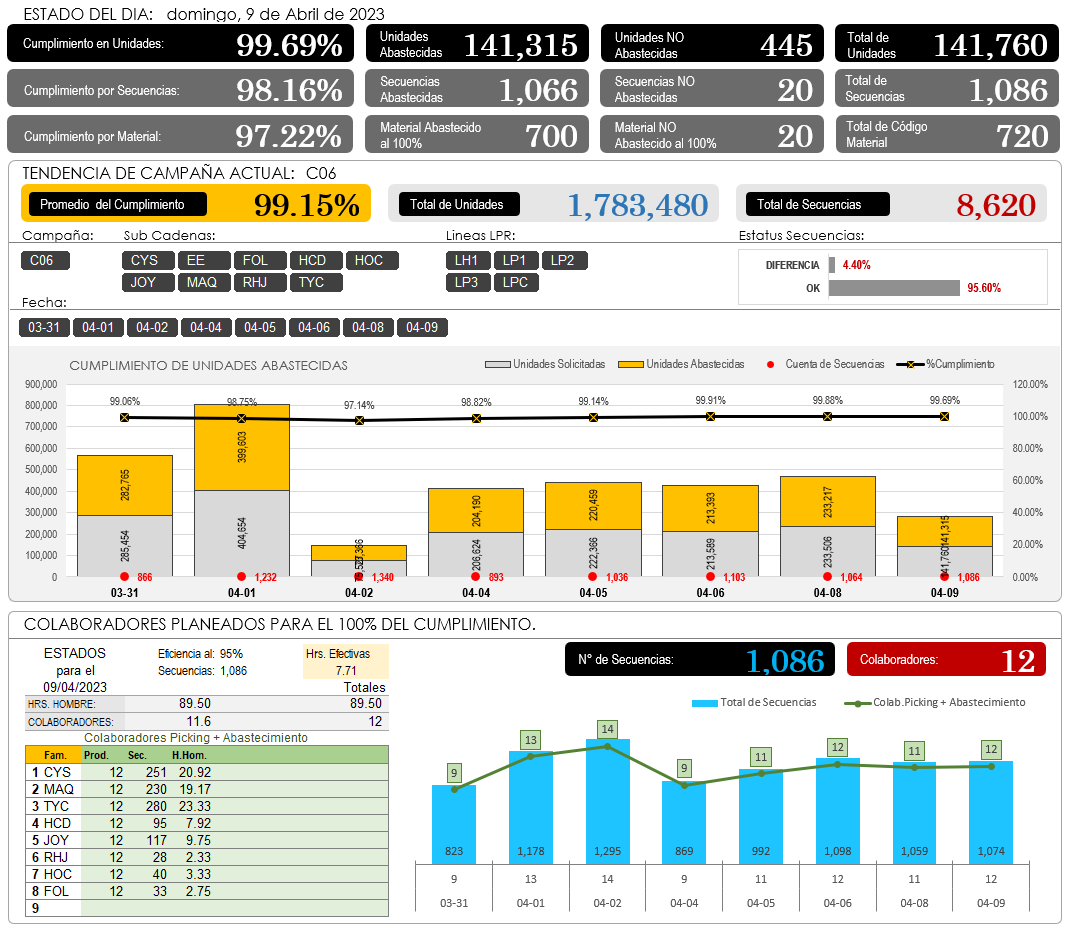 ESTADO DEL DIA: domingo, 9 de Abril de 2023
Cumplimiento en Unidades: 99.69%
Unidades Abastecidas 141,315
Unidades NO Abastecidas 445
Total de Unidades 141,760
Cumplimiento por Secuencias: 98.16%
Secuencias Abastecidas 1,066
Secuencias NO Abastecidas 20
Total de Secuencias 1,086
Cumplimiento por Material: 97.22%
Material Abastecido al 100% 700
Material NO Abastecido al 100% 20
Total de Código Material 720
TENDENCIA DE CAMPAÑA ACTUAL: C06
Promedio del Cumplimiento 99.15%
Total de Unidades 1,783,480
Total de Secuencias 8,620
Campaña: Sub Cadenas: Lineas LPR: Estatus Secuencias:
C06 CYS EE FOL HCD HOC LH1 LP1 LP2
JOY MAQ RHJ TYC LP3 LPC
DIFERENCIA 4.40%
OK 95.60%
Fecha:
03-31 04-01 04-02 04-04 04-05 04-06 04-08 04-09
CUMPLIMIENTO DE UNIDADES ABASTECIDAS
Unidades Solicitadas Unidades Abastecidas Cuenta de Secuencias %Cumplimiento
900,000 120.00%
800,000
700,000 100.00%
600,000 80.00%
500,000
400,000 60.00%
300,000 40.00%
200,000
100,000 20.00%
0 0.00%
99.06% 98.75% 97.14% 98.82% 99.14% 99.91% 99.88% 99.69%
282,765 399,603 204,190 220,459 213,393 233,217 141,315
285,454 404,654 206,624 222,366 213,589 233,506 141,760
866 1,232 1,340 893 1,036 1,103 1,064 1,086
03-31 04-01 04-02 04-04 04-05 04-06 04-08 04-09
COLABORADORES PLANEADOS PARA EL 100% DEL CUMPLIMIENTO.
ESTADOS Eficiencia al: 95% Hrs. Efectivas
para el Secuencias: 1,086 7.71
09/04/2023 Totales
HRS. HOMBRE: 89.50 89.50
COLABORADORES: 11.6 12
Colaboradores Picking + Abastecimiento
Fam. Prod. Sec. H.Hom.
1 CYS 12 251 20.92
2 MAQ 12 230 19.17
3 TYC 12 280 23.33
4 HCD 12 95 7.92
5 JOY 12 117 9.75
6 RHJ 12 28 2.33
7 HOC 12 40 3.33
8 FOL 12 33 2.75
9
N° de Secuencias: 1,086
Colaboradores: 12
Total de Secuencias Colab.Picking + Abastecimiento
9 13 14 9 11 12 11 12
823 1,178 1,295 869 992 1,098 1,059 1,074
9 13 14 9 11 12 11 12
03-31 04-01 04-02 04-04 04-05 04-06 04-08 04-09